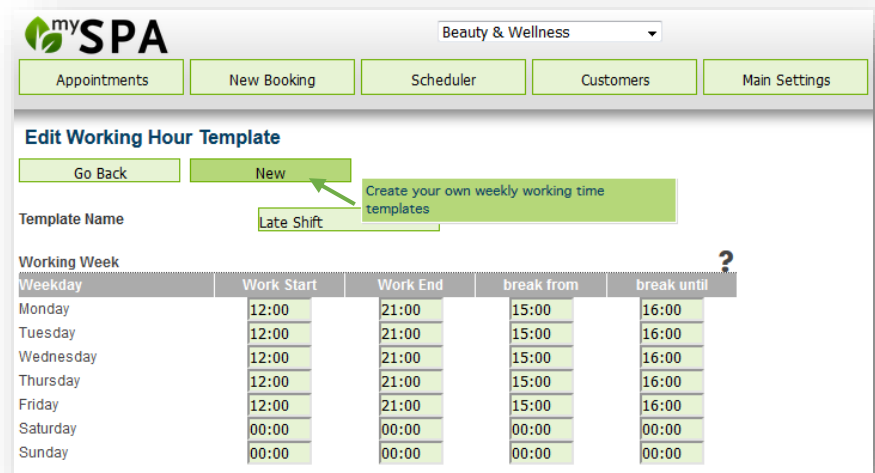 mySPA
Beauty & Wellness
Appointments New Booking Scheduler Customers Main Settings
Edit Working Hour Template
Go Back New
Create your own weekly working time
templates
Template Name Late Shift
Working Week ?
Weekday Work Start Work End break from break until
Monday 12:00 21:00 15:00 16:00
Tuesday 12:00 21:00 15:00 16:00
Wednesday 12:00 21:00 15:00 16:00
Thursday 12:00 21:00 15:00 16:00
Friday 12:00 21:00 15:00 16:00
Saturday 00:00 00:00 00:00 00:00
Sunday 00:00 00:00 00:00 00:00